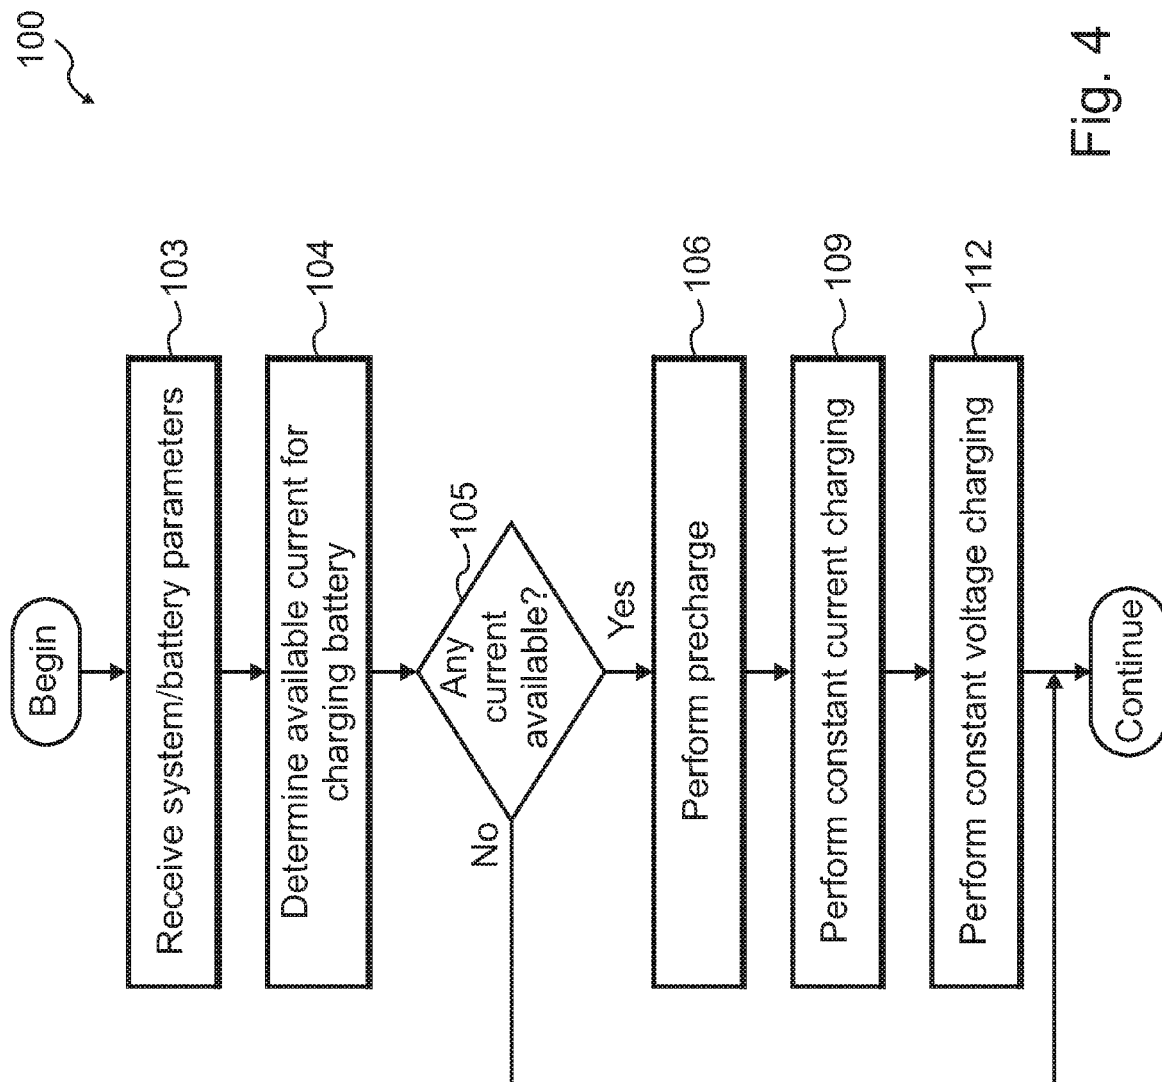 100
Begin
Receive system/battery parameters
103
Determine available current for
charging battery
104
Any
current
available?
105
No
Yes
Perform precharge
106
Perform constant current charging
109
Perform constant voltage charging
112
Continue
Fig. 4